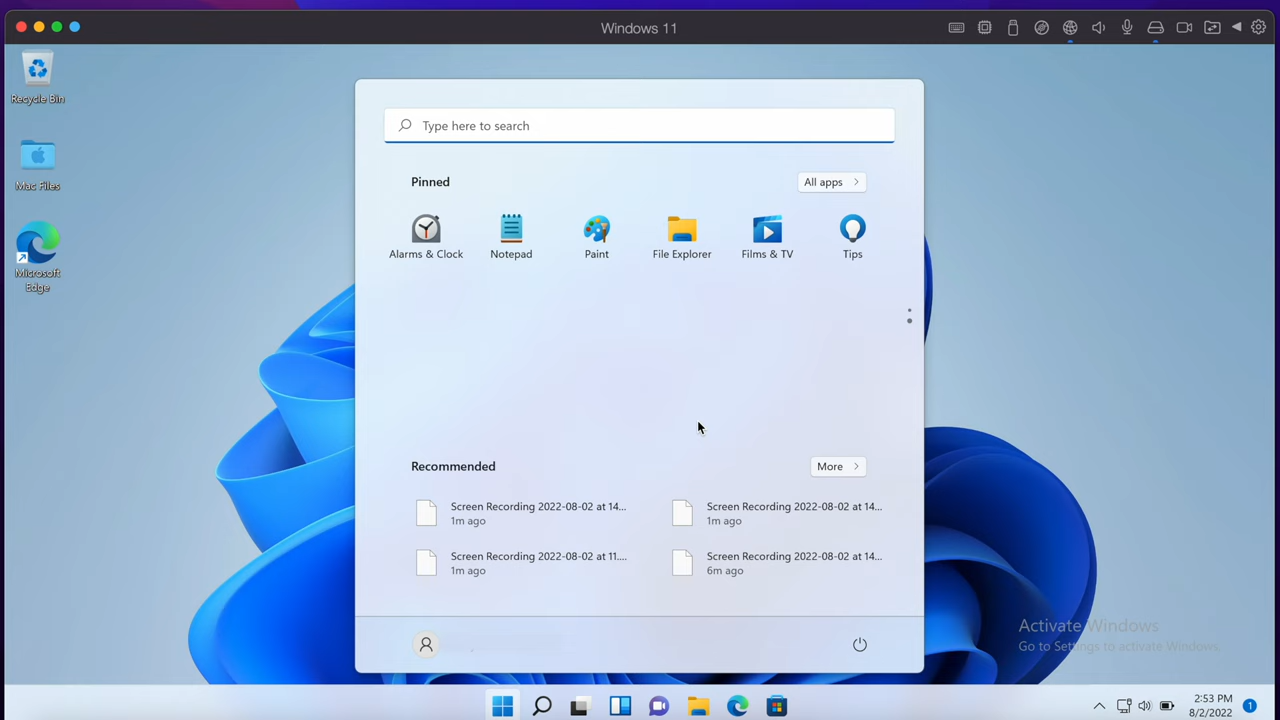 Windows 11
Recycle Bin
Mac Files
Microsoft
Edge
Type here to search
Pinned
All apps
Alarms & Clock
Notepad
Paint
File Explorer
Films & TV
Tips
Recommended
More
Screen Recording 2022-08-02 at 14...
1m ago
Screen Recording 2022-08-02 at 14...
1m ago
Screen Recording 2022-08-02 at 11....
1m ago
Screen Recording 2022-08-02 at 14...
6m ago
Activate Windows
Go to Settings to activate Windows.
2:53 PM
8/2/2022
1